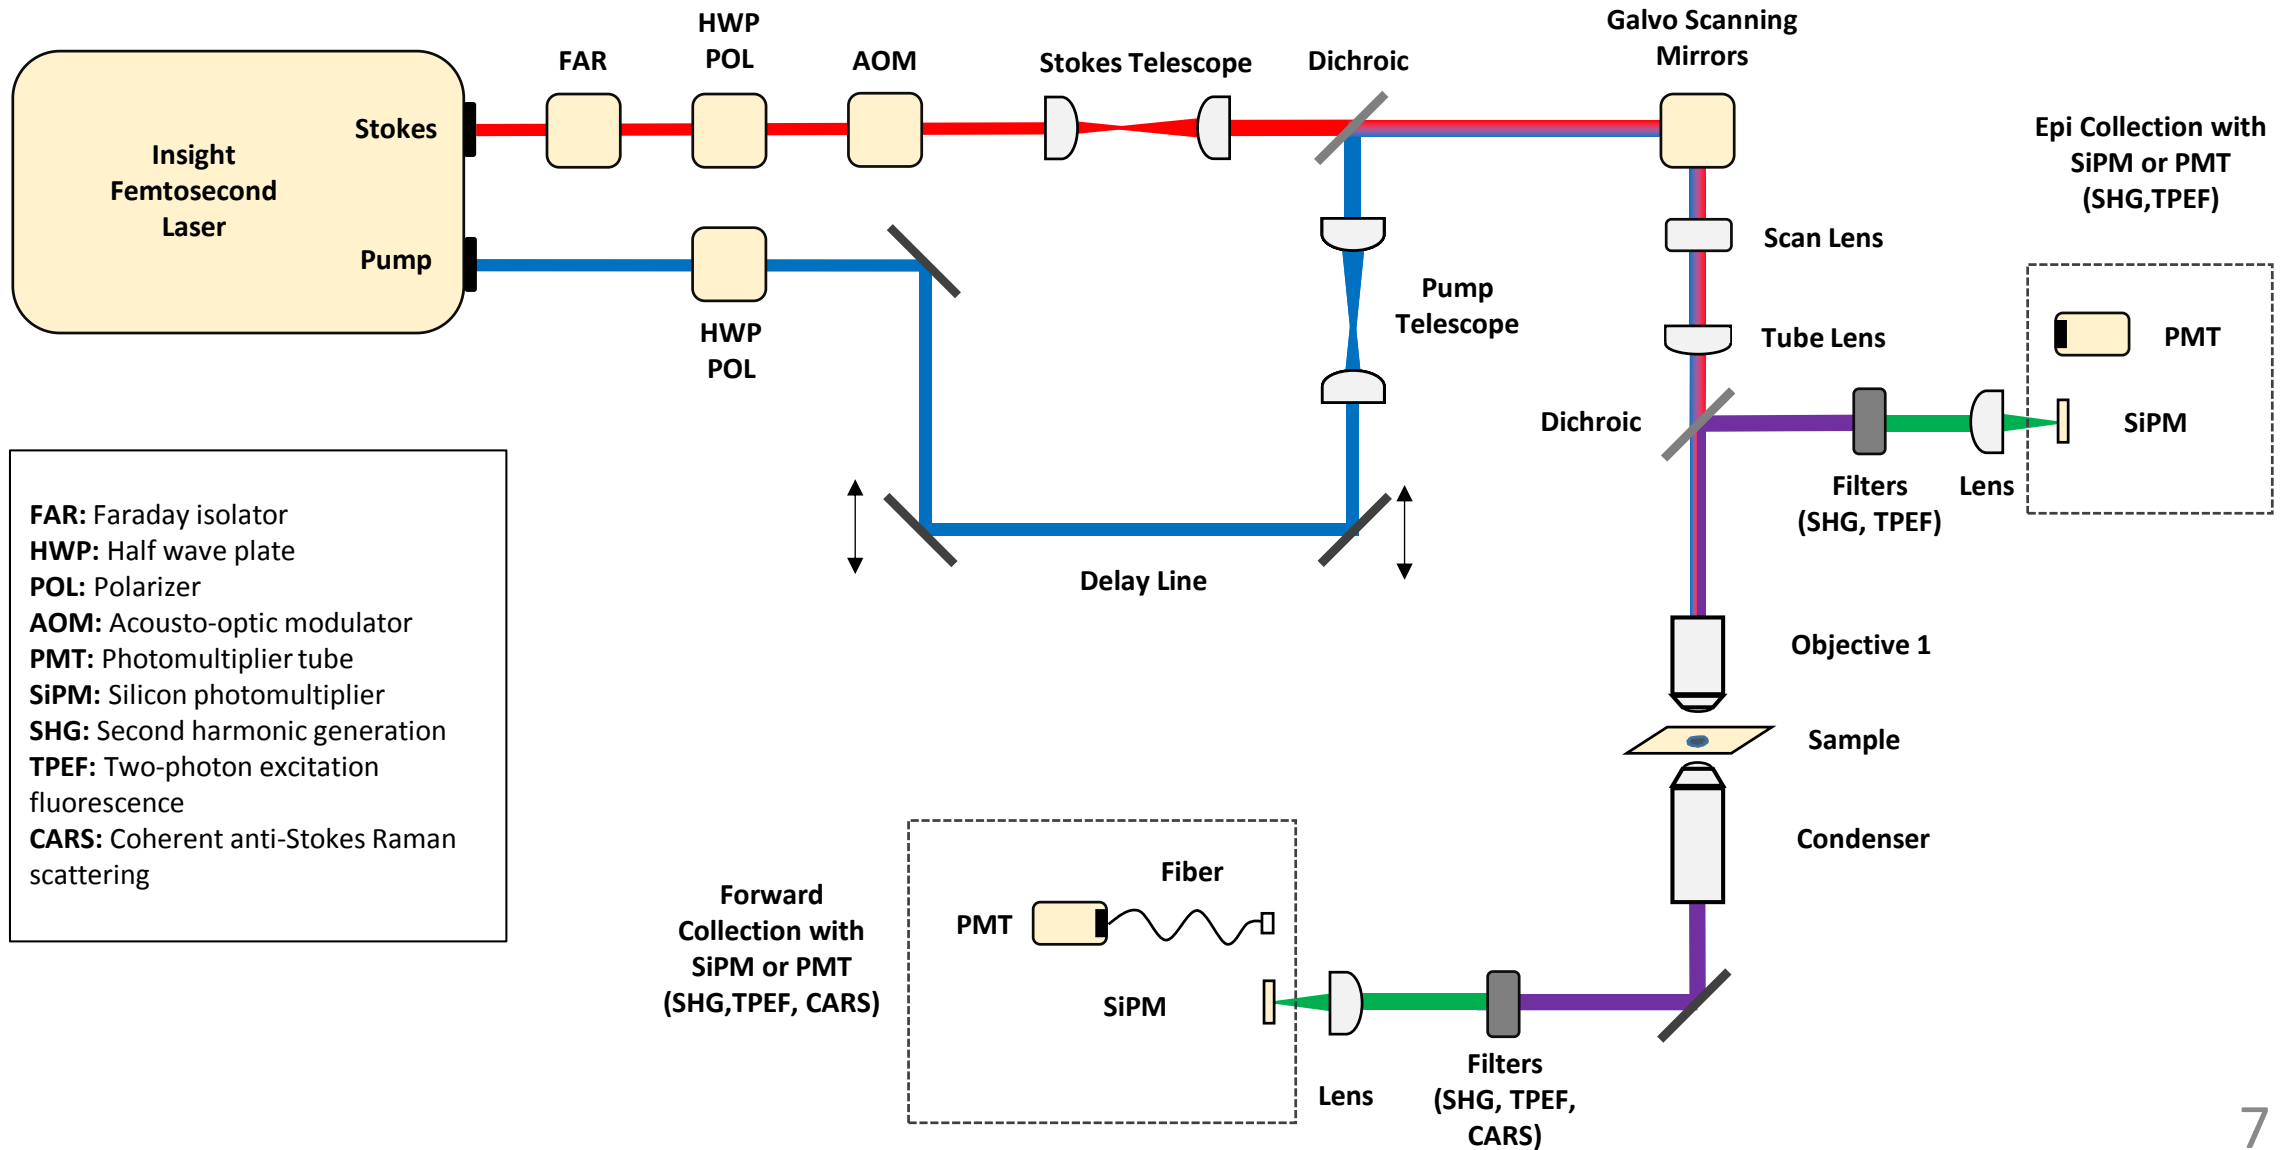 HWP
POL
FAR
AOM
Stokes Telescope
Dichroic
Galvo Scanning
Mirrors
Stokes
Insight
Femtosecond
Laser
Pump
HWP
POL
Pump
Telescope
Delay Line
Scan Lens
Tube Lens
Dichroic
Epi Collection with
SiPM or PMT
(SHG,TPEF)
PMT
SiPM
Filters
(SHG, TPEF)
Lens
Objective 1
Sample
Condenser
FAR: Faraday isolator
HWP: Half wave plate
POL: Polarizer
AOM: Acousto-optic modulator
PMT: Photomultiplier tube
SiPM: Silicon photomultiplier
SHG: Second harmonic generation
TPEF: Two-photon excitation
fluorescence
CARS: Coherent anti-Stokes Raman
scattering
Forward
Collection with
SiPM or PMT
(SHG,TPEF, CARS)
Fiber
PMT
SiPM
Lens
Filters
(SHG, TPEF,
CARS)
7